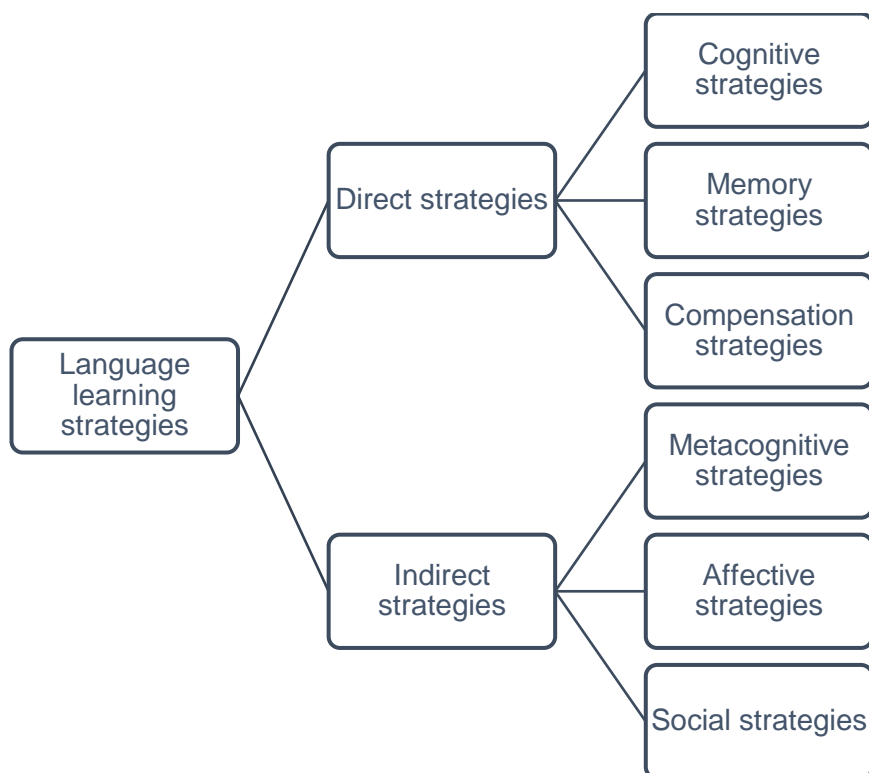 Language
learning
strategies
Direct strategies
Cognitive
strategies
Memory
strategies
Compensation
strategies
Indirect
strategies
Metacognitive
strategies
Affective
strategies
Social strategies